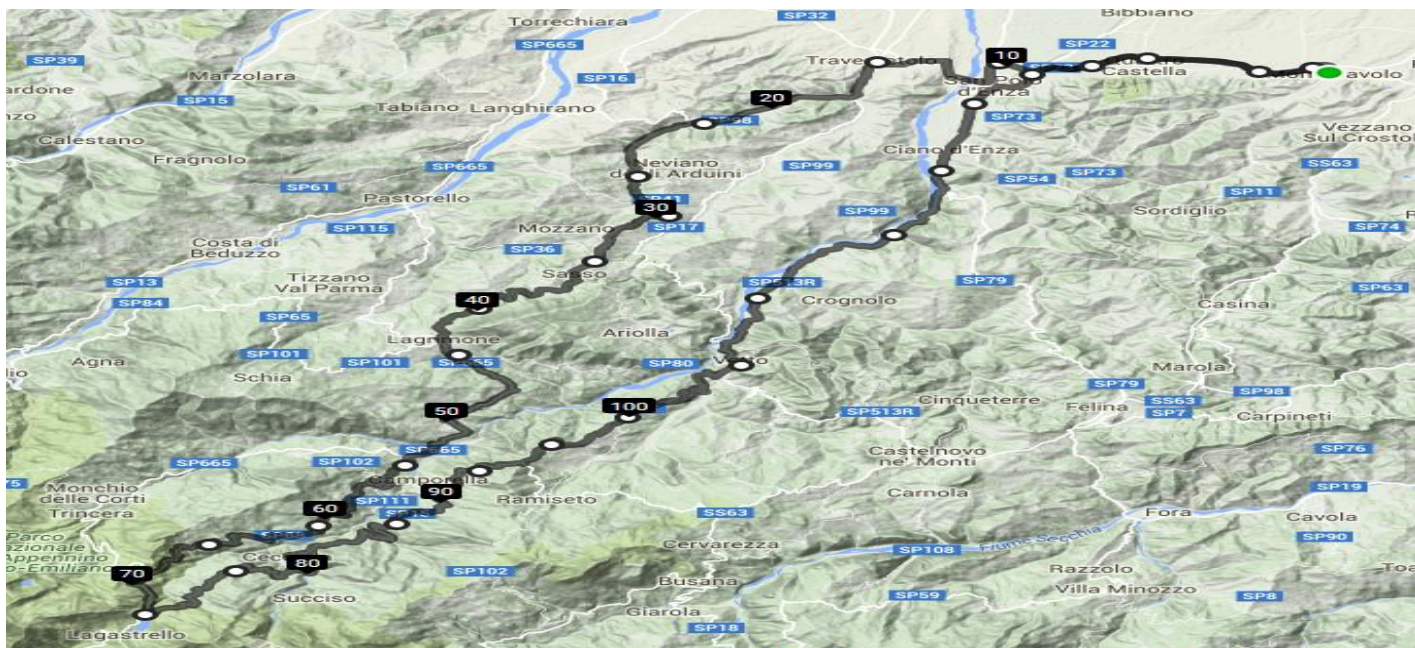 Torrechiara
SP32
Bibbiano
SP39
SP665
SP22
10
Marzolara
SP16
Castella
d'Enza
SP15
Tabiano
Langhirano
20
SP73
Calestano
Vezzano
Sul Crostolo
Fragnolo
SP665
Neviano
SP99
Ciano d'Enza
SP73
SS63
SP61
SP54
SP11
Pastorello
30
SP17
SP99
Sordiglio
SP115
Mozzano
SP74
Costa di
Beduzzo
SP36
Sasso
SP13
Tizzano
Val Parma
SP513R
SP79
SP63
SP84
40
Crognolo
Casina
SP65
Ariolla
Lagrimone
SP101
SP101
SP80
Agna
Schia
Marola
SP79
50
100
Cinqueterre
SS63
SP98
Felina
SP7
Carpineti
SP513R
SP665
SP102
Castelnovo
ne' Monti
SP76
Monchio
delle Corti
90
Carnola
SP19
Trincera
SP111
Ramiseto
60
SS63
Fora
Cavola
Parco
SP90
Cervarezza
SP108
Fiume Secchia
80
70
SP102
Razzolo
Busana
Succiso
SP59
Villa Minozzo
SP8
Giarola
Lagastrello
SP18